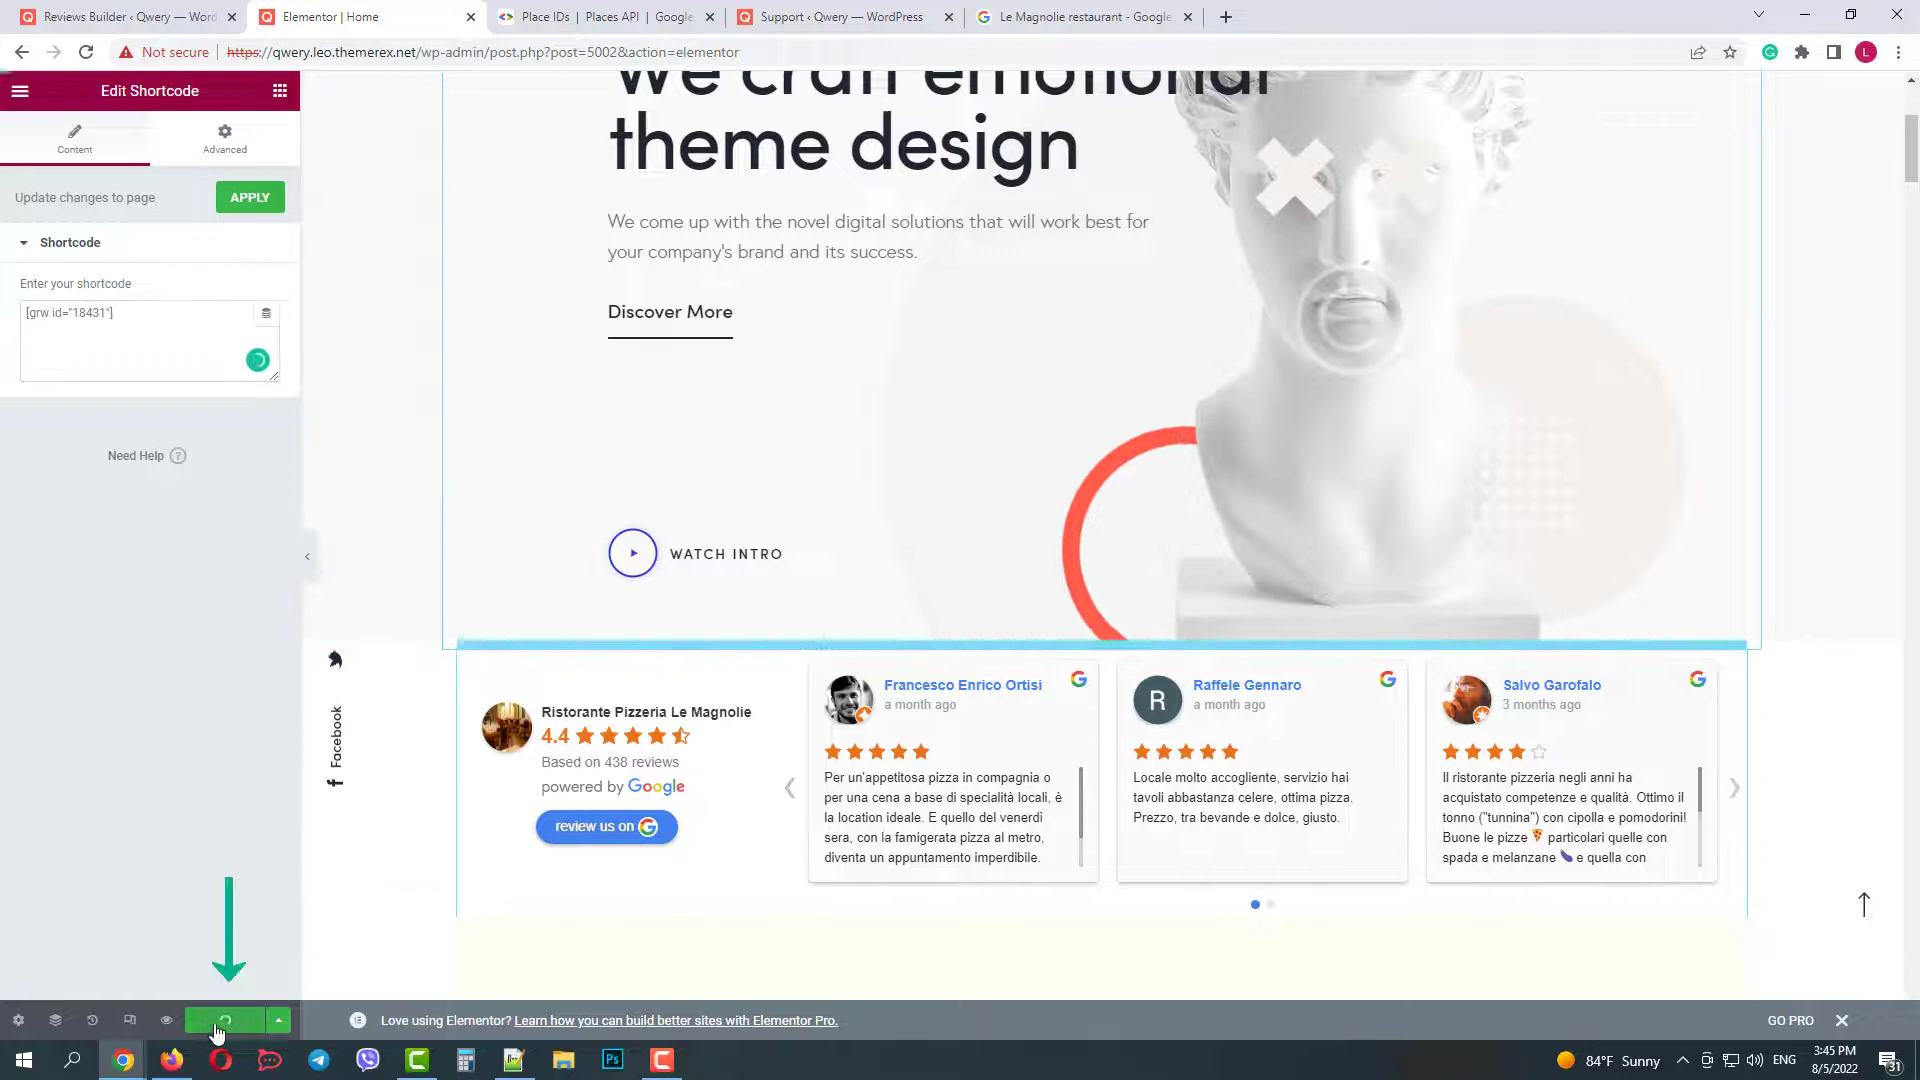 Reviews Builder ‹ Qwery — Word
Elementor | Home
Place IDs | Places API | Google
Support ‹ Qwery — WordPress
Le Magnolie restaurant - Google
Not secure
https://qwery.leo.themerex.net/wp-admin/post.php?post=5002&action=elementor
L
Edit Shortcode
Content
Advanced
Update changes to page
APPLY
Shortcode
Enter your shortcode
[grw id="18431"]
Need Help
We craft emotional
theme design
We come up with the novel digital solutions that will work best for
your company's brand and its success.
Discover More
WATCH INTRO
Facebook
Ristorante Pizzeria Le Magnolie
4.4
Based on 438 reviews
powered by Google
review us on
Francesco Enrico Ortisi
a month ago
Per un'appetitosa pizza in compagnia o
per una cena a base di specialità locali, è
la location ideale. E quello del venerdì
sera, con la famigerata pizza al metro,
diventa un appuntamento imperdibile.
R
Raffele Gennaro
a month ago
Locale molto accogliente, servizio hai
tavoli abbastanza celere, ottima pizza.
Prezzo, tra bevande e dolce, giusto.
Salvo Garofalo
3 months ago
Il ristorante pizzeria negli anni ha
acquistato competenze e qualità. Ottimo il
tonno ("tunnina") con cipolla e pomodorini!
Buone le pizze 🍕 particolari quelle con
spada e melanzane 🍆 e quella con
Love using Elementor? Learn how you can build better sites with Elementor Pro.
GO PRO
Ps
84°F Sunny
ENG
3:45 PM
8/5/2022
31